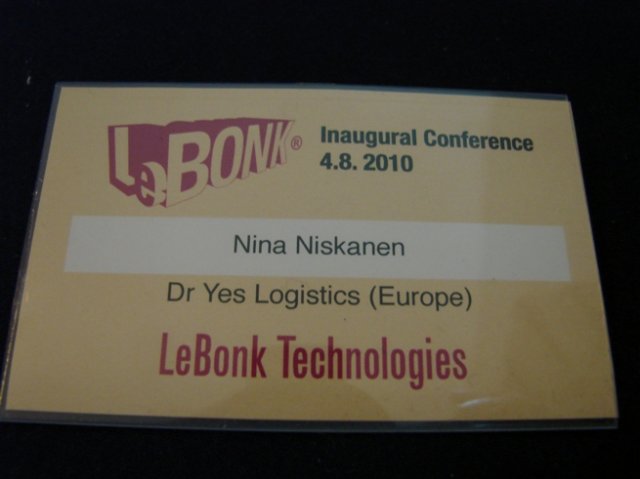 LeBONK®
Inaugural Conference
4.8. 2010
Nina Niskanen
Dr Yes Logistics (Europe)
LeBonk Technologies